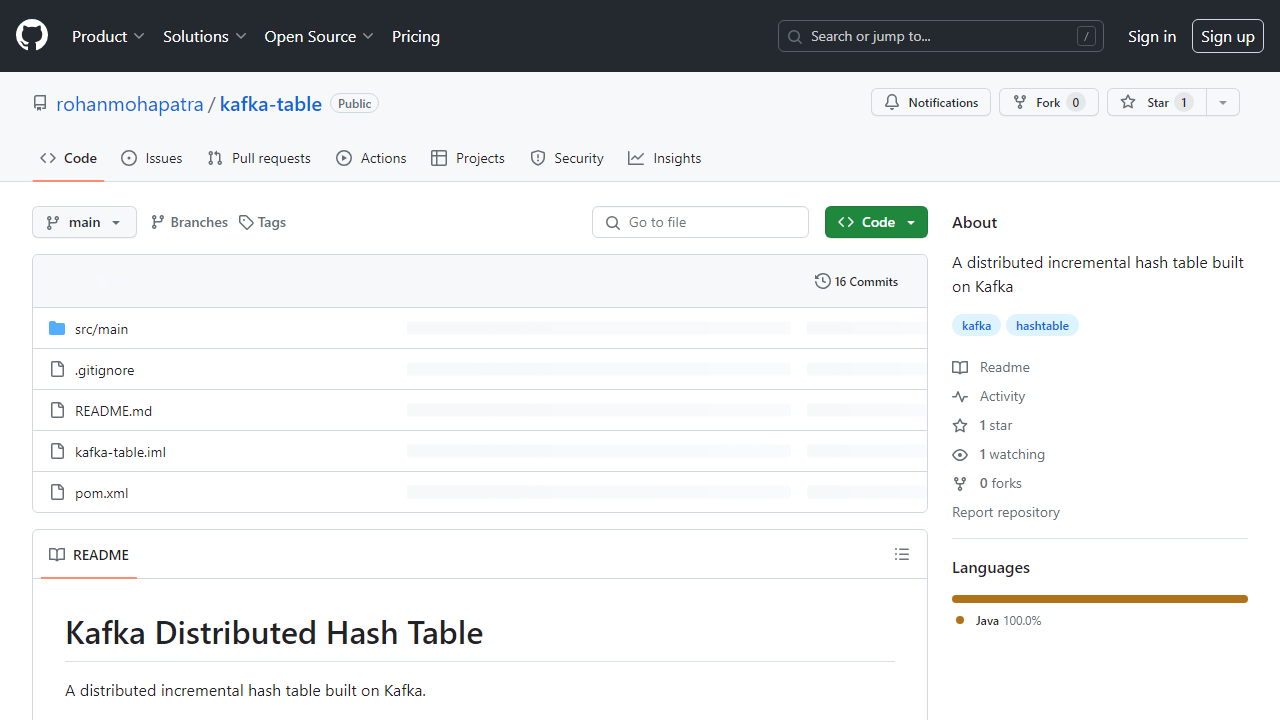 Product Solutions Open Source Pricing Search or jump to... / Sign in Sign up
rohanmohapatra / kafka-table Public Notifications Fork 0 Star 1
Code Issues Pull requests Actions Projects Security Insights
main Branches Tags Go to file Code
16 Commits
src/main
.gitignore
README.md
kafka-table.iml
pom.xml
README
Kafka Distributed Hash Table
A distributed incremental hash table built on Kafka.
About
A distributed incremental hash table built
on Kafka
kafka hashtable
Readme
Activity
1 star
1 watching
0 forks
Report repository
Languages
Java 100.0%